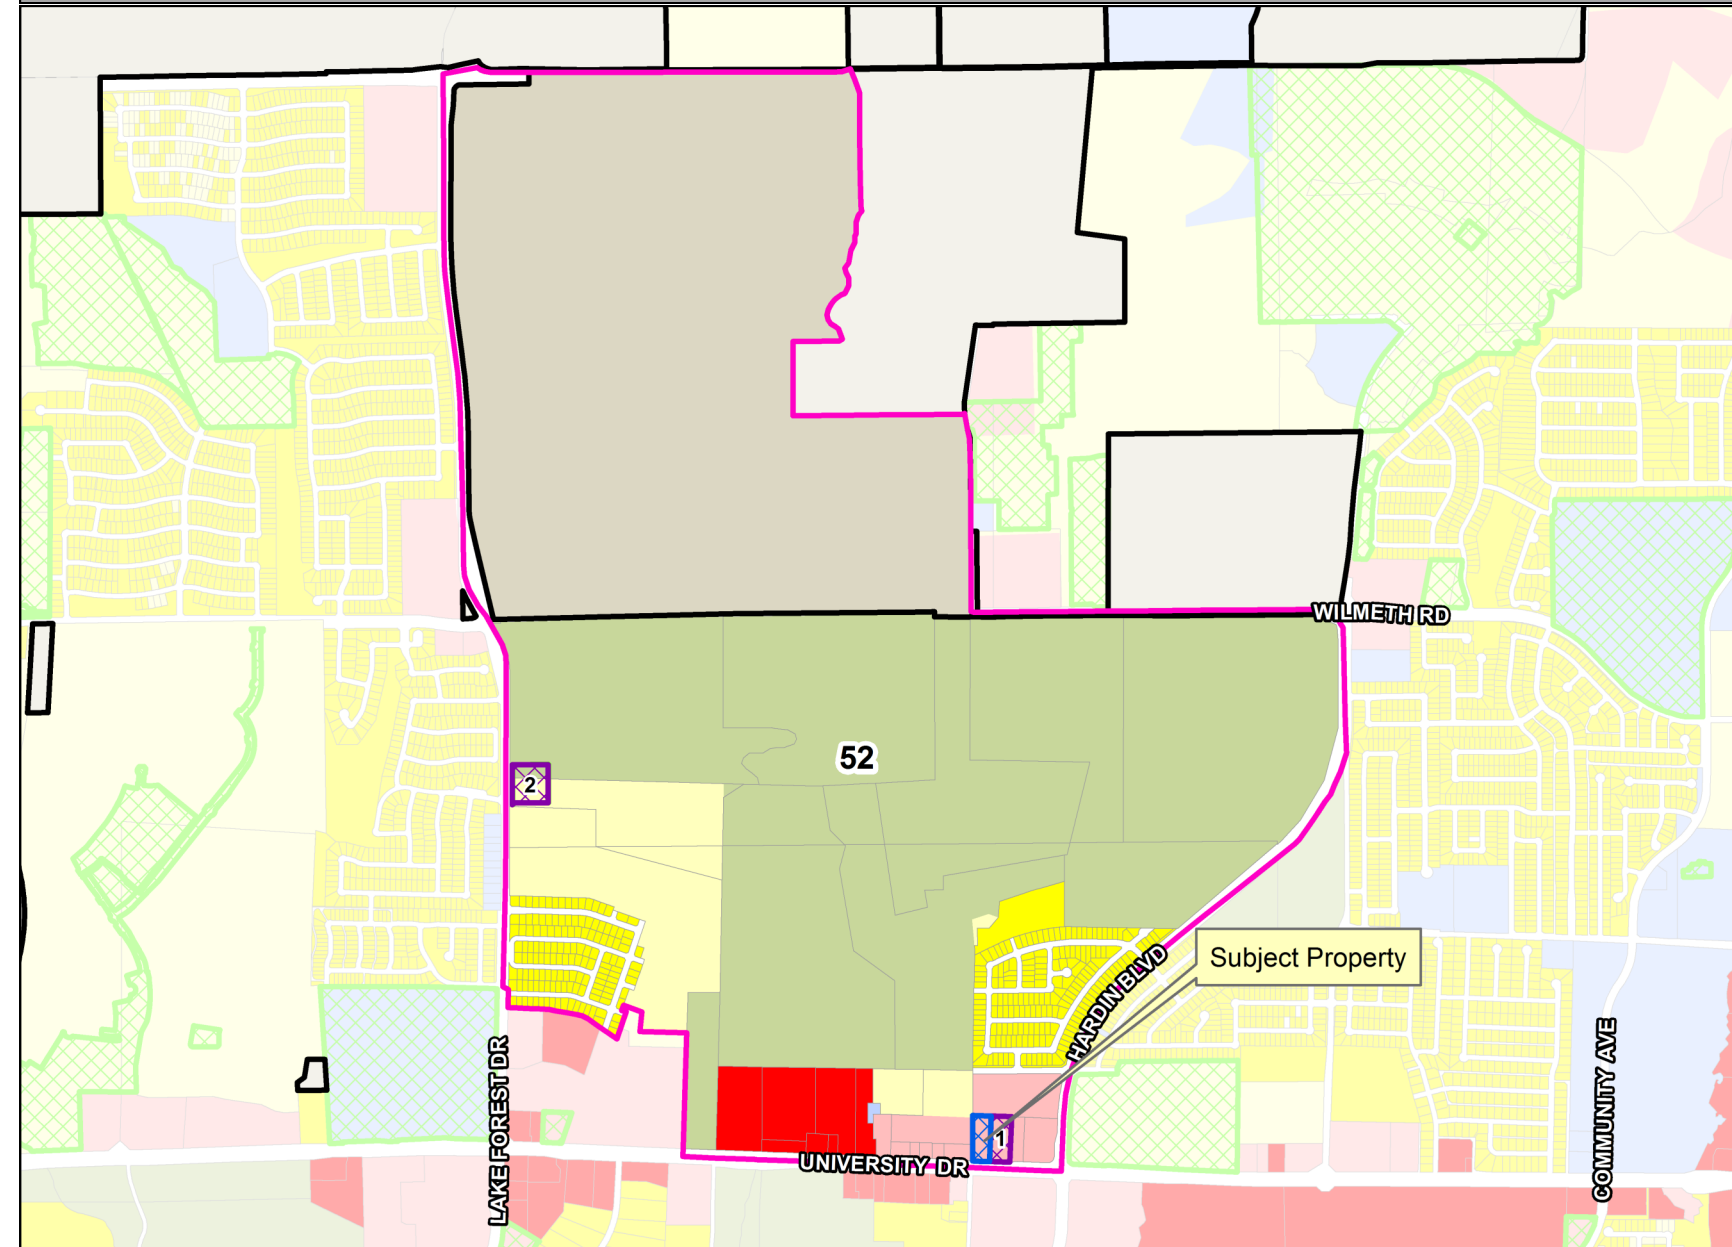 WILMETH RD
52
2
Subject Property
HARDIN BLVD
LAKE FOREST DR
COMMUNITY AVE
1
UNIVERSITY DR